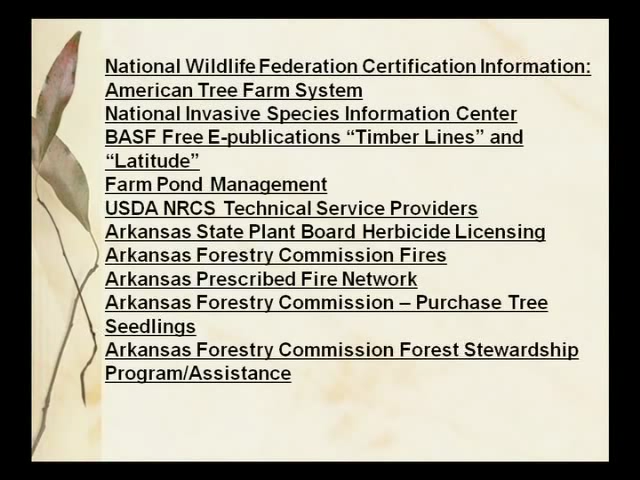 National Wildlife Federation Certification Information:
American Tree Farm System
National Invasive Species Information Center
BASF Free E-publications “Timber Lines” and
“Latitude”
Farm Pond Management
USDA NRCS Technical Service Providers
Arkansas State Plant Board Herbicide Licensing
Arkansas Forestry Commission Fires
Arkansas Prescribed Fire Network
Arkansas Forestry Commission – Purchase Tree
Seedlings
Arkansas Forestry Commission Forest Stewardship
Program/Assistance